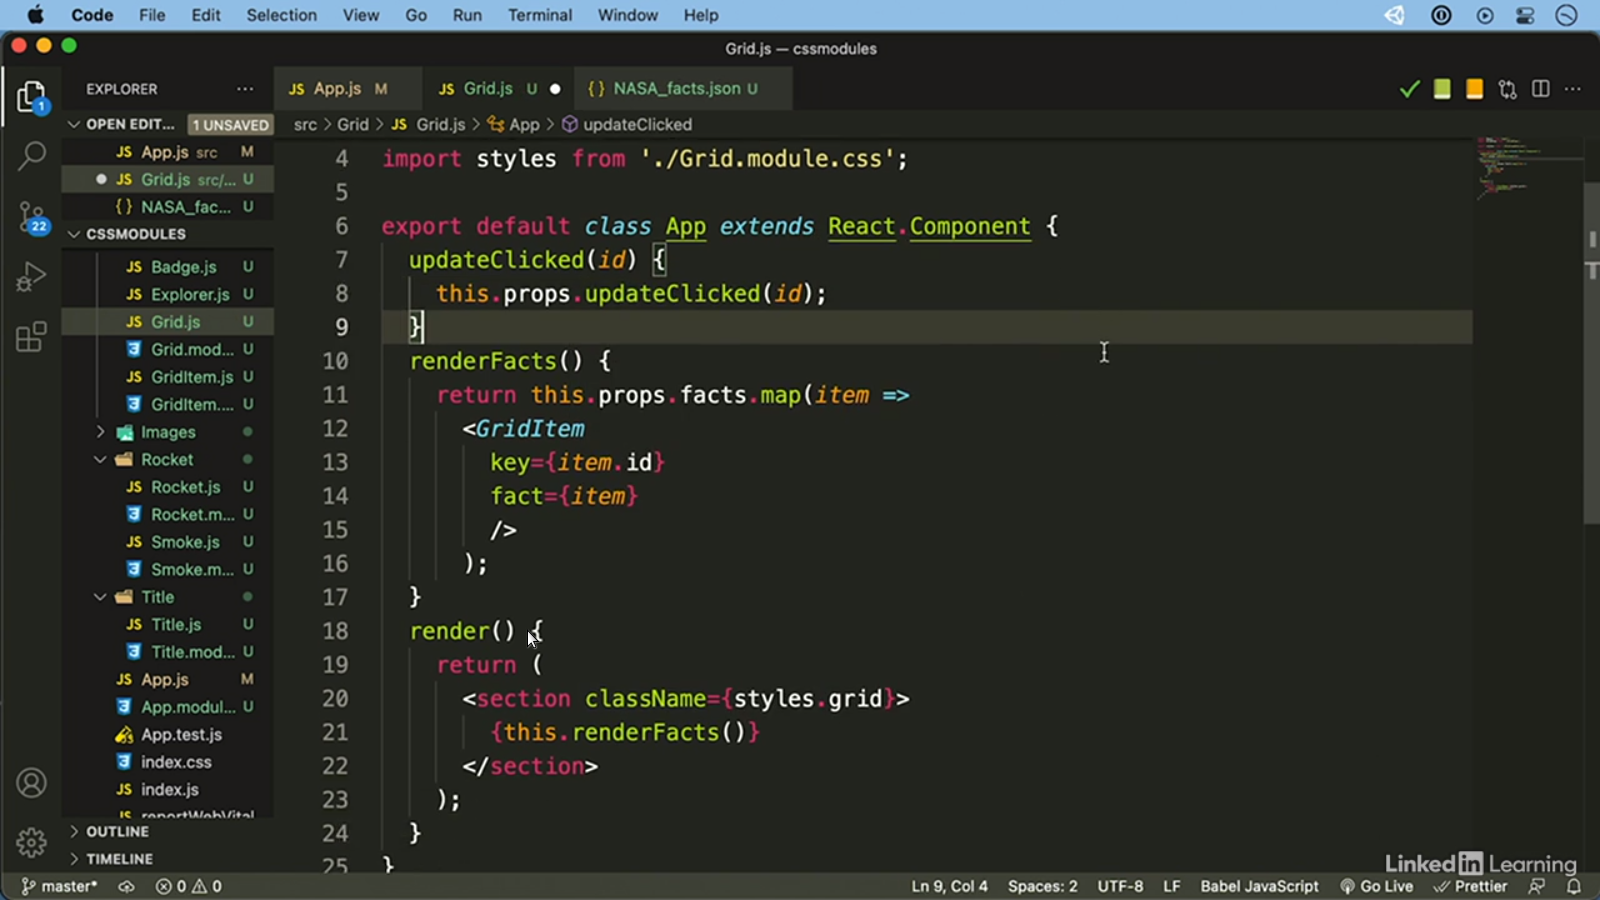 Code File Edit Selection View Go Run Terminal Window Help
Grid.js — cssmodules
EXPLORER ···
JS App.js M
JS Grid.js U
{} NASA_facts.json U
OPEN EDIT... 1 UNSAVED
src > Grid > JS Grid.js > App > updateClicked
JS App.js src M
JS Grid.js src/... U
{} NASA_fac... U
CSSMODULES
JS Badge.js U
JS Explorer.js U
JS Grid.js U
Grid.mod... U
JS GridItem.js U
GridItem.... U
Images
Rocket
JS Rocket.js U
Rocket.m... U
JS Smoke.js U
Smoke.m... U
Title
JS Title.js U
Title.mod... U
JS App.js M
App.modul... U
App.test.js
index.css
JS index.js
JS reportWebVital
OUTLINE
TIMELINE
1
22
4 import styles from './Grid.module.css';
5
6 export default class App extends React.Component {
7 updateClicked(id) {
8 this.props.updateClicked(id);
9 }
10 renderFacts() {
11 return this.props.facts.map(item =>
12 <GridItem
13 key={item.id}
14 fact={item}
15 />
16 );
17 }
18 render() {
19 return (
20 <section className={styles.grid}>
21 {this.renderFacts()}
22 </section>
23 );
24 }
25 }
LinkedIn Learning
master* 0 0 Ln 9, Col 4 Spaces: 2 UTF-8 LF Babel JavaScript Go Live Prettier